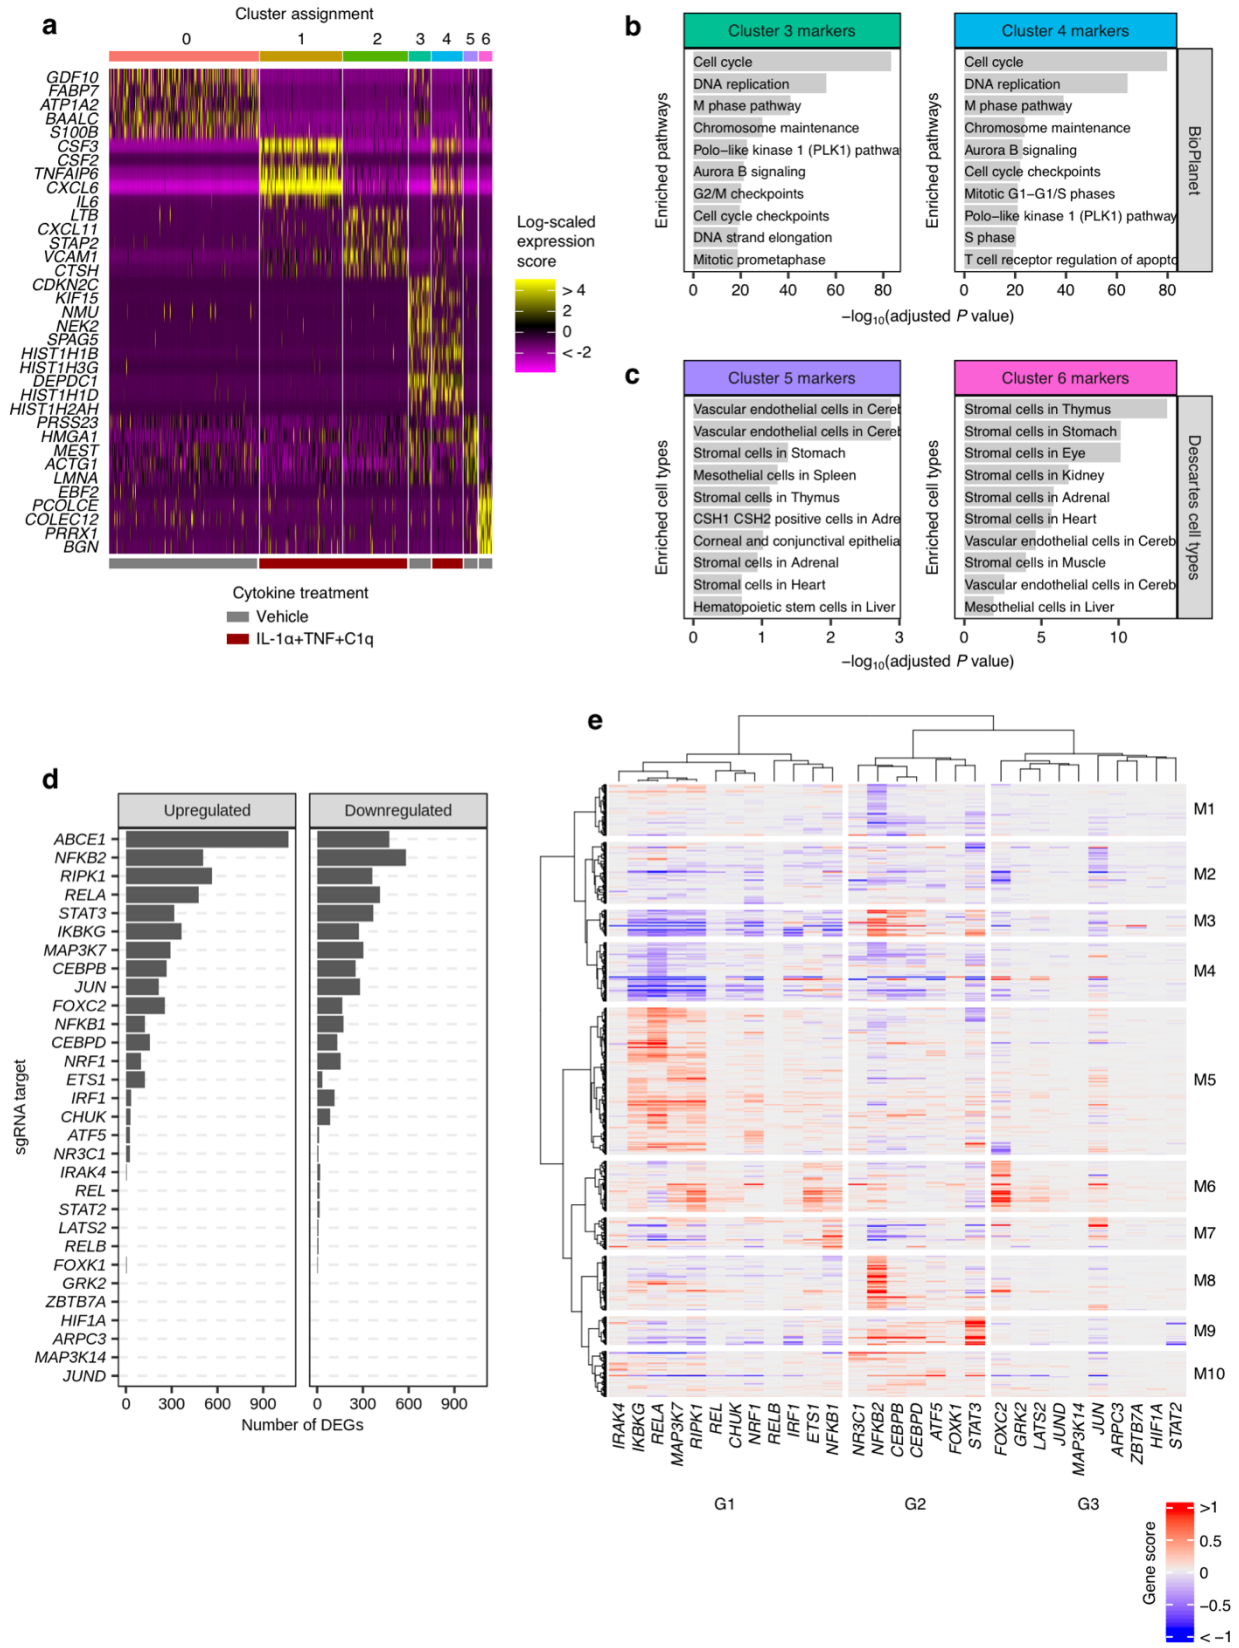 a
Cluster assignment
0 1 2 3 4 5 6
GDF10
FABP7
ATP1A2
BAALC
S100B
CSF3
CSF2
TNFAIP6
CXCL6
IL6
LTB
CXCL11
STAP2
VCAM1
CTSH
CDKN2C
KIF15
NMU
NEK2
SPAG5
HIST1H1B
HIST1H3G
DEPDC1
HIST1H1D
HIST1H2AH
PRSS23
HMGA1
MEST
ACTG1
LMNA
EBF2
PCOLCE
COLEC12
PRRX1
BGN
Log-scaled
expression
score
> 4
2
0
< -2
Cytokine treatment
Vehicle
IL-1α+TNF+C1q
b
Cluster 3 markers
Enriched pathways
Cell cycle
DNA replication
M phase pathway
Chromosome maintenance
Polo−like kinase 1 (PLK1) pathwa
Aurora B signaling
G2/M checkpoints
Cell cycle checkpoints
DNA strand elongation
Mitotic prometaphase
0 20 40 60 80
Cluster 4 markers
Enriched pathways
Cell cycle
DNA replication
M phase pathway
Chromosome maintenance
Aurora B signaling
Cell cycle checkpoints
Mitotic G1−G1/S phases
Polo−like kinase 1 (PLK1) pathway
S phase
T cell receptor regulation of apopto
0 20 40 60 80
BioPlanet
−log10(adjusted P value)
c
Cluster 5 markers
Enriched cell types
Vascular endothelial cells in Cereb
Vascular endothelial cells in Cereb
Stromal cells in Stomach
Mesothelial cells in Spleen
Stromal cells in Thymus
CSH1 CSH2 positive cells in Adre
Corneal and conjunctival epithelia
Stromal cells in Adrenal
Stromal cells in Heart
Hematopoietic stem cells in Liver
0 1 2 3
Cluster 6 markers
Enriched cell types
Stromal cells in Thymus
Stromal cells in Stomach
Stromal cells in Eye
Stromal cells in Kidney
Stromal cells in Adrenal
Stromal cells in Heart
Vascular endothelial cells in Cereb
Stromal cells in Muscle
Vascular endothelial cells in Cereb
Mesothelial cells in Liver
0 5 10
Descartes cell types
−log10(adjusted P value)
d
Upregulated Downregulated
sgRNA target
ABCE1
NFKB2
RIPK1
RELA
STAT3
IKBKG
MAP3K7
CEBPB
JUN
FOXC2
NFKB1
CEBPD
NRF1
ETS1
IRF1
CHUK
ATF5
NR3C1
IRAK4
REL
STAT2
LATS2
RELB
FOXK1
GRK2
ZBTB7A
HIF1A
ARPC3
MAP3K14
JUND
0 300 600 900 0 300 600 900
Number of DEGs
e
M1
M2
M3
M4
M5
M6
M7
M8
M9
M10
IRAK4 IKBKG RELA MAP3K7 RIPK1 REL CHUK NRF1 RELB IRF1 ETS1 NFKB1 NR3C1 NFKB2 CEBPB CEBPD ATF5 FOXK1 STAT3 FOXC2 GRK2 LATS2 JUND MAP3K14 JUN ARPC3 ZBTB7A HIF1A STAT2
G1 G2 G3
Gene score
>1
0.5
0
−0.5
< −1